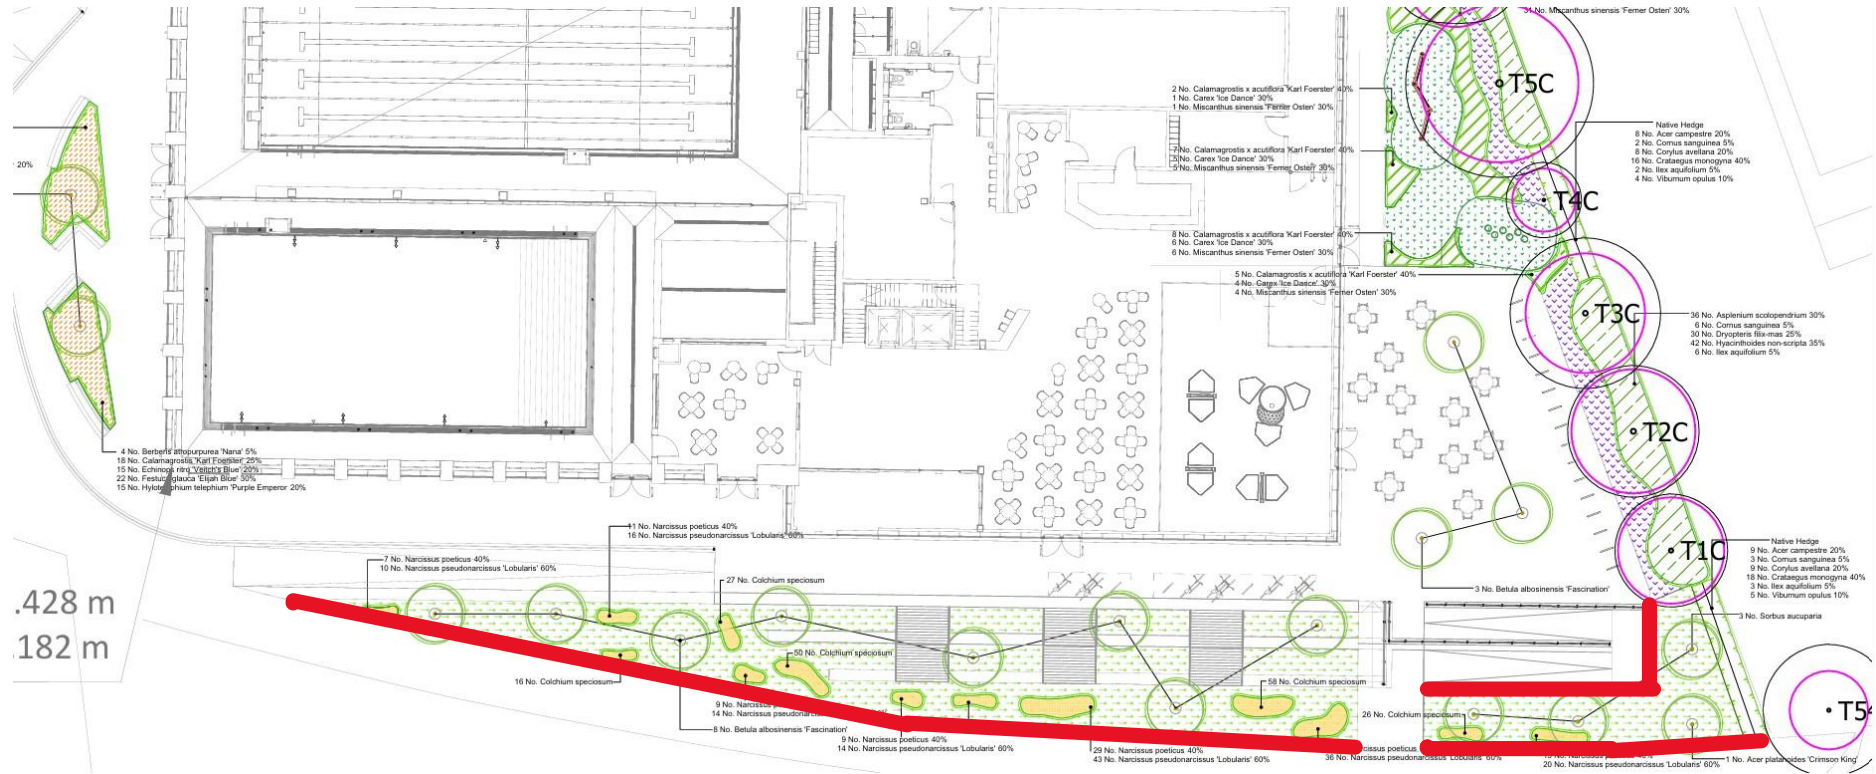 31 No. Miscanthus sinensis 'Ferner Osten' 30%
T5C
2 No. Calamagrostis x acutiflora 'Karl Foerster' 40%
1 No. Carex 'Ice Dance' 30%
1 No. Miscanthus sinensis 'Ferner Osten' 30%
Native Hedge
8 No. Acer campestre 20%
2 No. Cornus sanguinea 5%
8 No. Corylus avellana 20%
16 No. Crataegus monogyna 40%
2 No. Ilex aquifolium 5%
4 No. Viburnum opulus 10%
20%
7 No. Calamagrostis x acutiflora 'Karl Foerster' 40%
5 No. Carex 'Ice Dance' 30%
5 No. Miscanthus sinensis 'Ferner Osten' 30%
T4C
8 No. Calamagrostis x acutiflora 'Karl Foerster' 40%
6 No. Carex 'Ice Dance' 30%
6 No. Miscanthus sinensis 'Ferner Osten' 30%
5 No. Calamagrostis x acutiflora 'Karl Foerster' 40%
4 No. Carex 'Ice Dance' 30%
4 No. Miscanthus sinensis 'Ferner Osten' 30%
T3C
36 No. Asplenium scolopendrium 30%
6 No. Cornus sanguinea 5%
30 No. Dryopteris filix-mas 25%
42 No. Hyacinthoides non-scripta 35%
6 No. Ilex aquifolium 5%
T2C
4 No. Berberis atropurpurea 'Nana' 5%
18 No. Calamagrostis 'Karl Foerster' 25%
15 No. Echinops ritro 'Veitch's Blue' 20%
22 No. Festuca glauca 'Elijah Blue' 30%
15 No. Hylotelephium telephium 'Purple Emperor 20%
11 No. Narcissus poeticus 40%
16 No. Narcissus pseudonarcissus 'Lobularis' 60%
T1C
Native Hedge
9 No. Acer campestre 20%
3 No. Cornus sanguinea 5%
9 No. Corylus avellana 20%
18 No. Crataegus monogyna 40%
3 No. Ilex aquifolium 5%
5 No. Viburnum opulus 10%
7 No. Narcissus poeticus 40%
10 No. Narcissus pseudonarcissus 'Lobularis' 60%
27 No. Colchium speciosum
3 No. Betula albosinensis 'Fascination'
.428 m
.182 m
3 No. Sorbus aucuparia
50 No. Colchium speciosum
16 No. Colchium speciosum
58 No. Colchium speciosum
9 No. Narcissus
14 No. Narcissus pseudonarcissus
26 No. Colchium speciosum
T54
8 No. Betula albosinensis 'Fascination'
9 No. Narcissus poeticus 40%
14 No. Narcissus pseudonarcissus 'Lobularis' 60%
29 No. Narcissus poeticus 40%
43 No. Narcissus pseudonarcissus 'Lobularis' 60%
poeticus
36 No. Narcissus pseudonarcissus 'Lobularis' 60%
20 No. Narcissus pseudonarcissus 'Lobularis' 60%
1 No. Acer platanoides 'Crimson King'